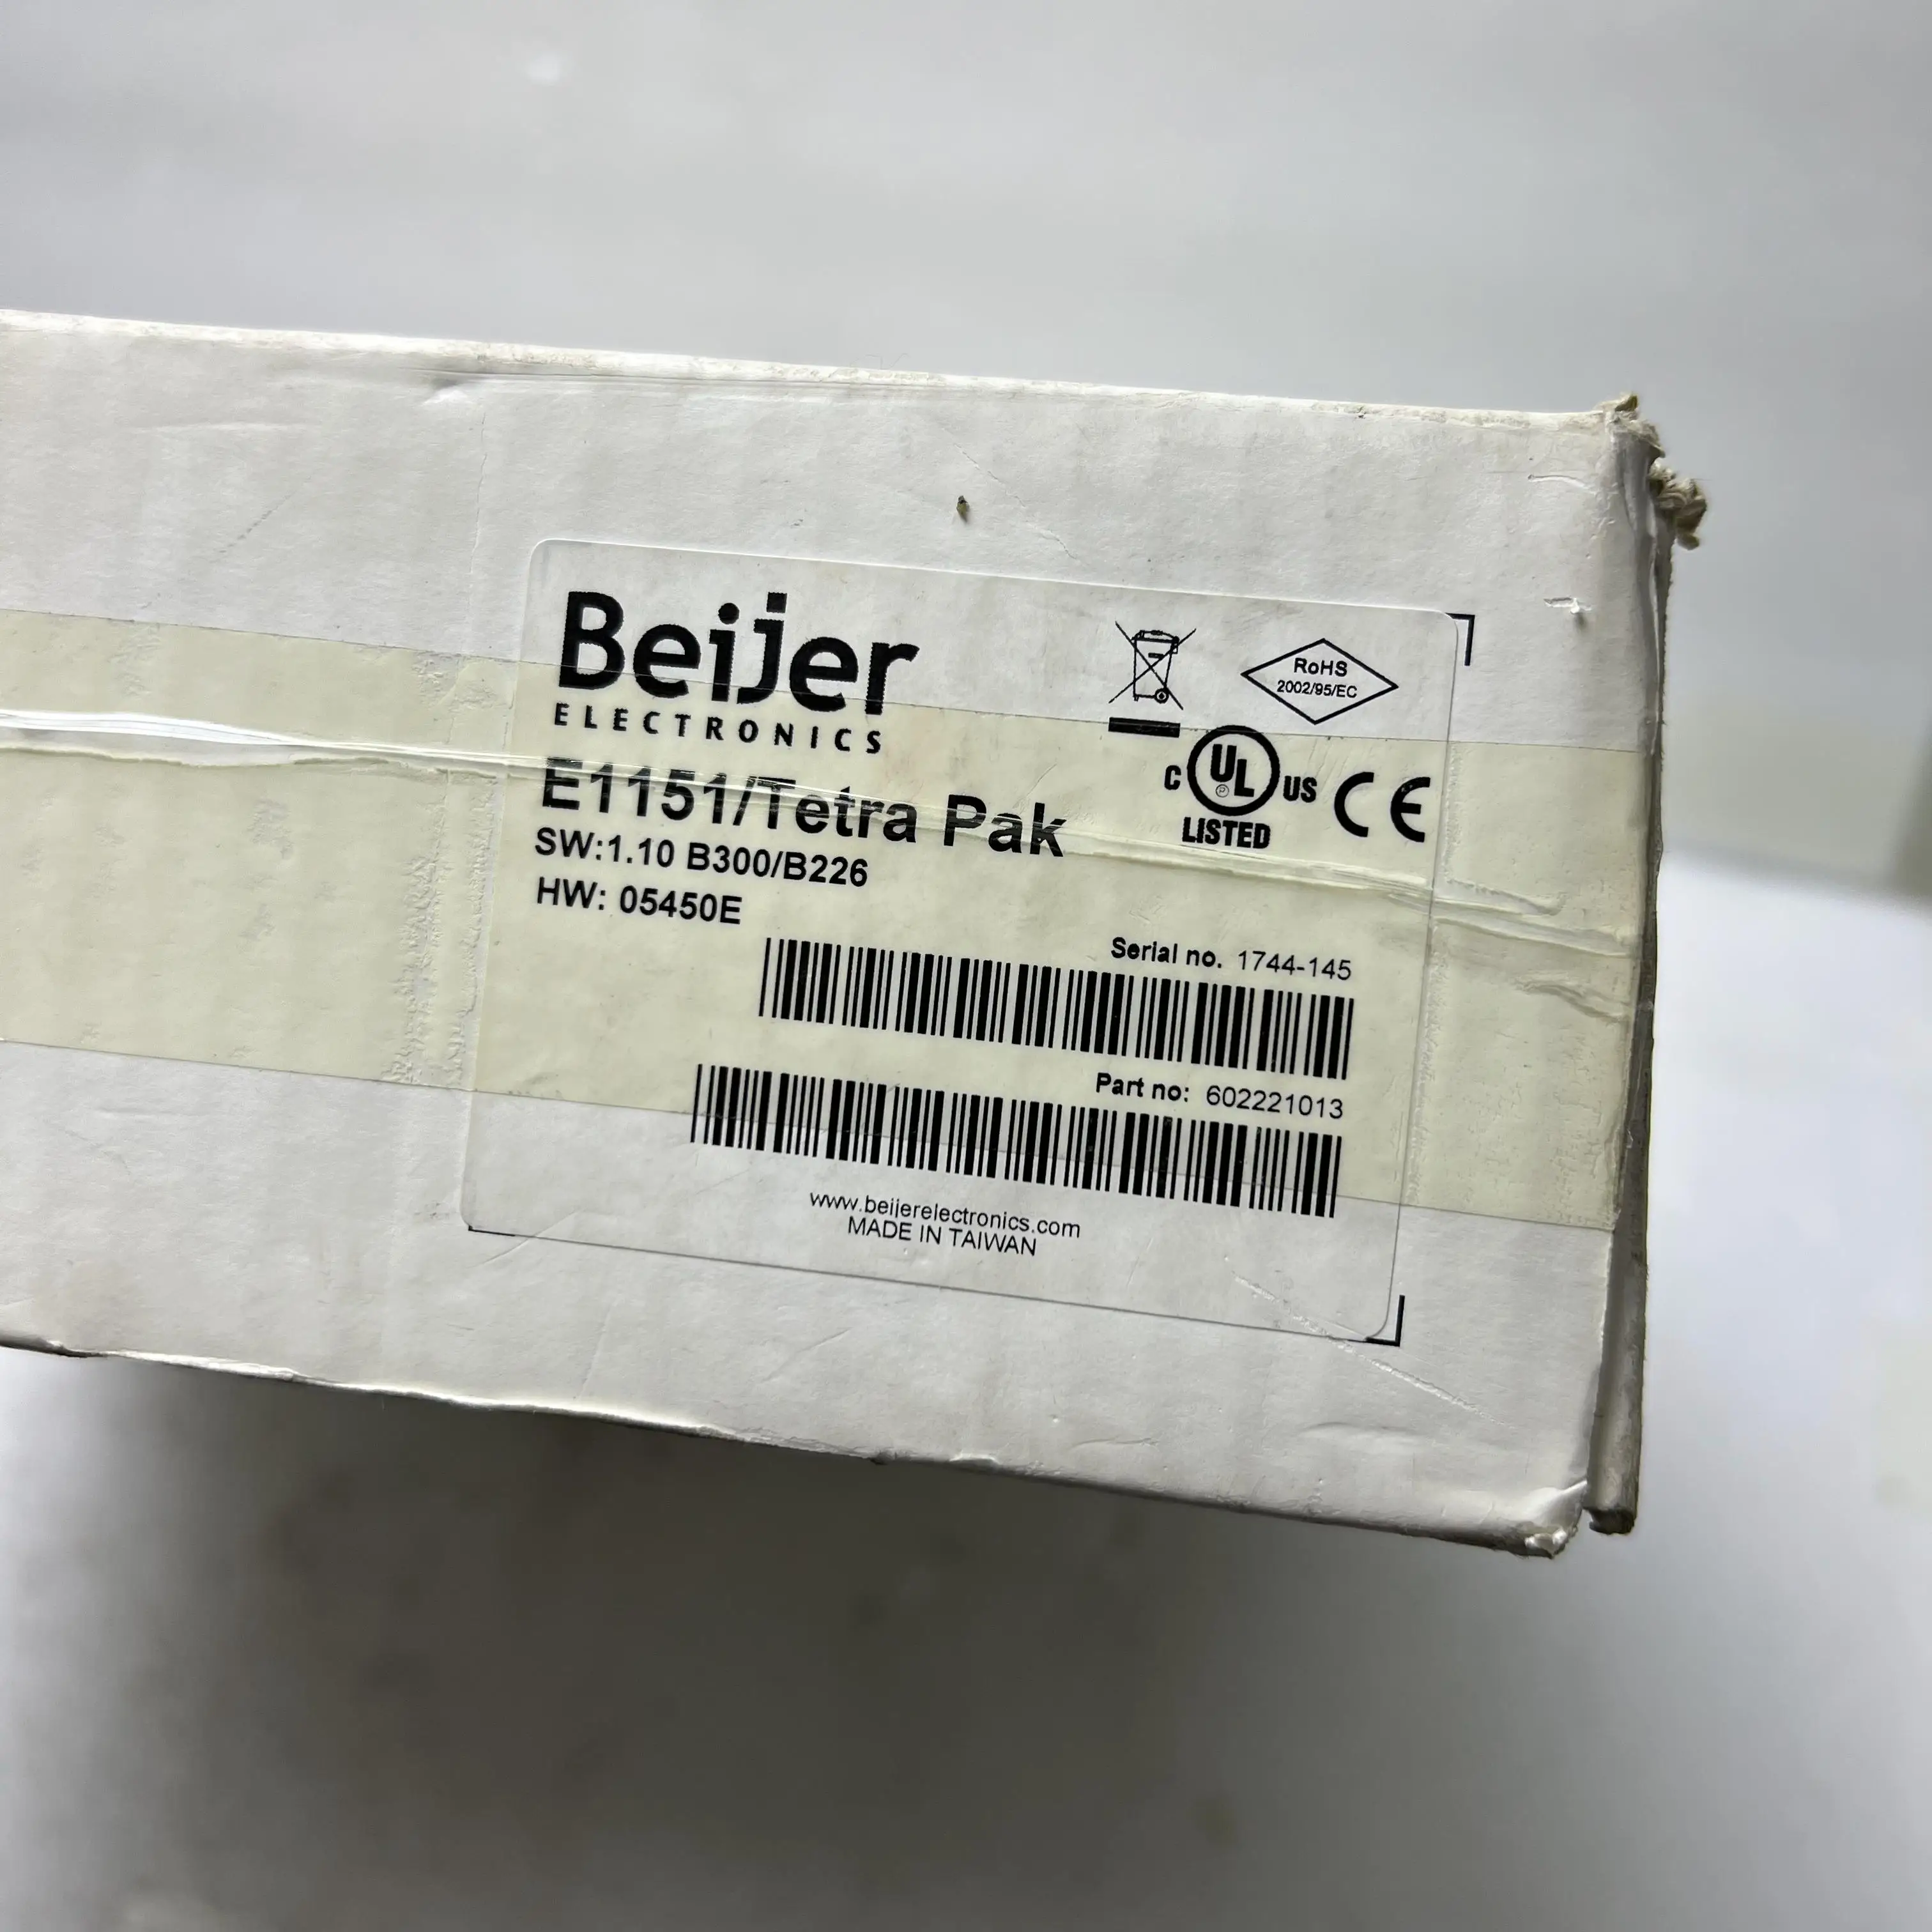 Beijer
ELECTRONICS
RoHS
2002/95/EC
E1151/Tetra Pak
C UL US CE
P
LISTED
SW:1.10 B300/B226
HW: 05450E
Serial no. 1744-145
Part no: 602221013
www.beijerelectronics.com
MADE IN TAIWAN